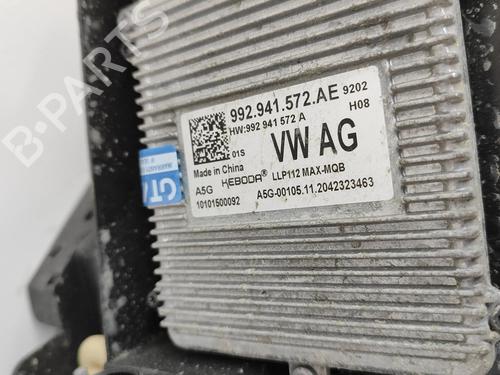 B-PARTS
992.941.572.AE 9202
HW:992 941 572 A H08
01S VW AG
Made in China
A5G KEBODA® LLP112 MAX-MQB
10101500092 A5G-00105.11.2042323463